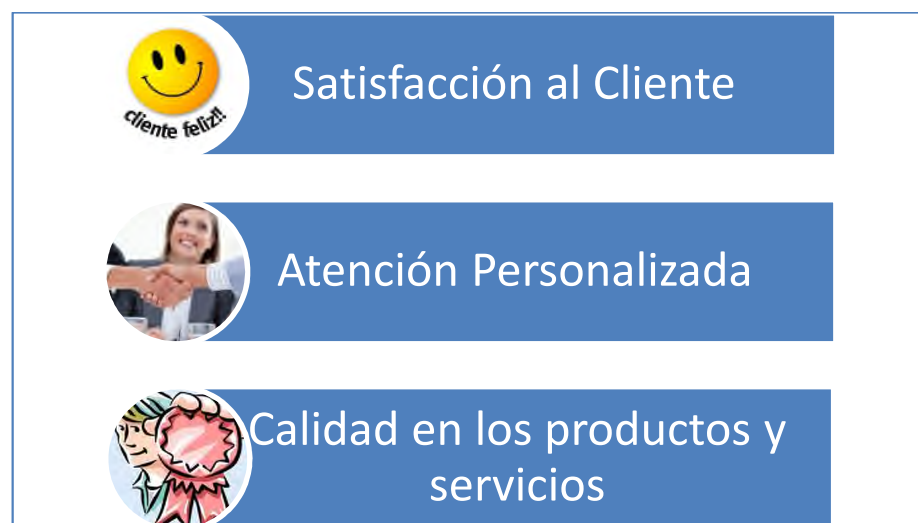 cliente feliz!!
Satisfacción al Cliente
Atención Personalizada
Calidad en los productos y
servicios